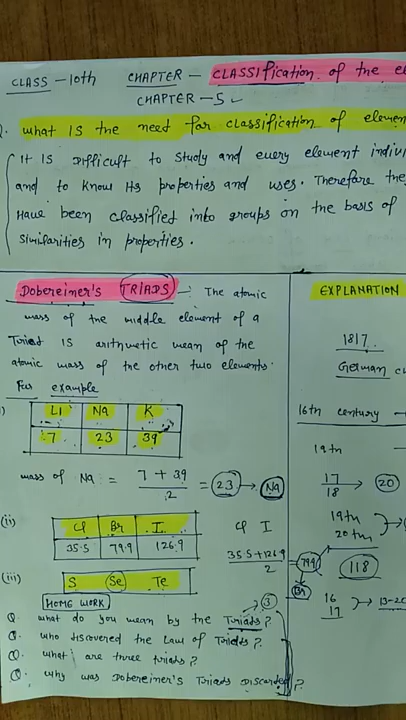 CLASS - 10th CHAPTER - CLASSIfication of the
CHAPTER - 5
what IS the need for classification of
It IS Difficult to Study and every element
and to know Its properties and uses. Therefore
Have been classified into groups on the basis of
Similarities in properties.
Dobereiner's TRIADS : The atomic
mass of the middle element of a
Triad IS arithmetic mean of the
atomic mass of the other two elements.
For example
Li Na K
7 23 39
mass of Na = 7 + 39 / 2 = 23 → Na
(ii)
Cl Br I
35.5 79.9 126.9
Cl I
35.5+126.9 / 2 =
Br
(iii)
S Se Te
HOME WORK
3
Q. what do you mean by the Triads?
Q. who discovered the Law of Triads?
Q. what are three triads?
Q. why was Dobereiner's Triads Discarded?
EXPLANATION
1817
German
16th century -
19th
17
18 → 20
19th
20th
118
16
17 →